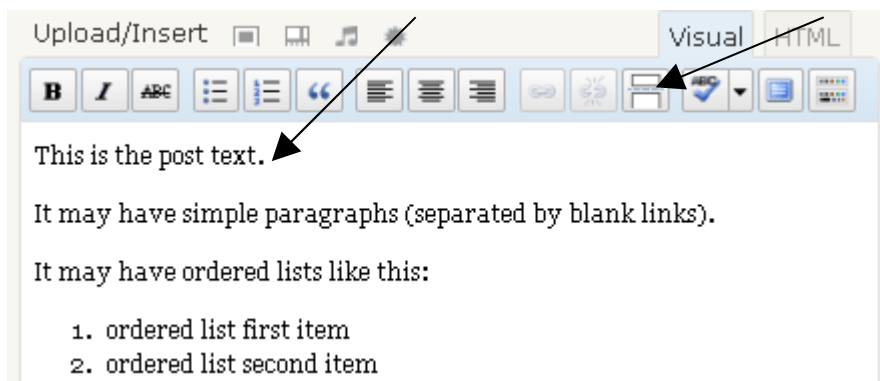 Upload/Insert Visual HTML
B I ABC ABC
This is the post text.
It may have simple paragraphs (separated by blank links).
It may have ordered lists like this:
1. ordered list first item
2. ordered list second item